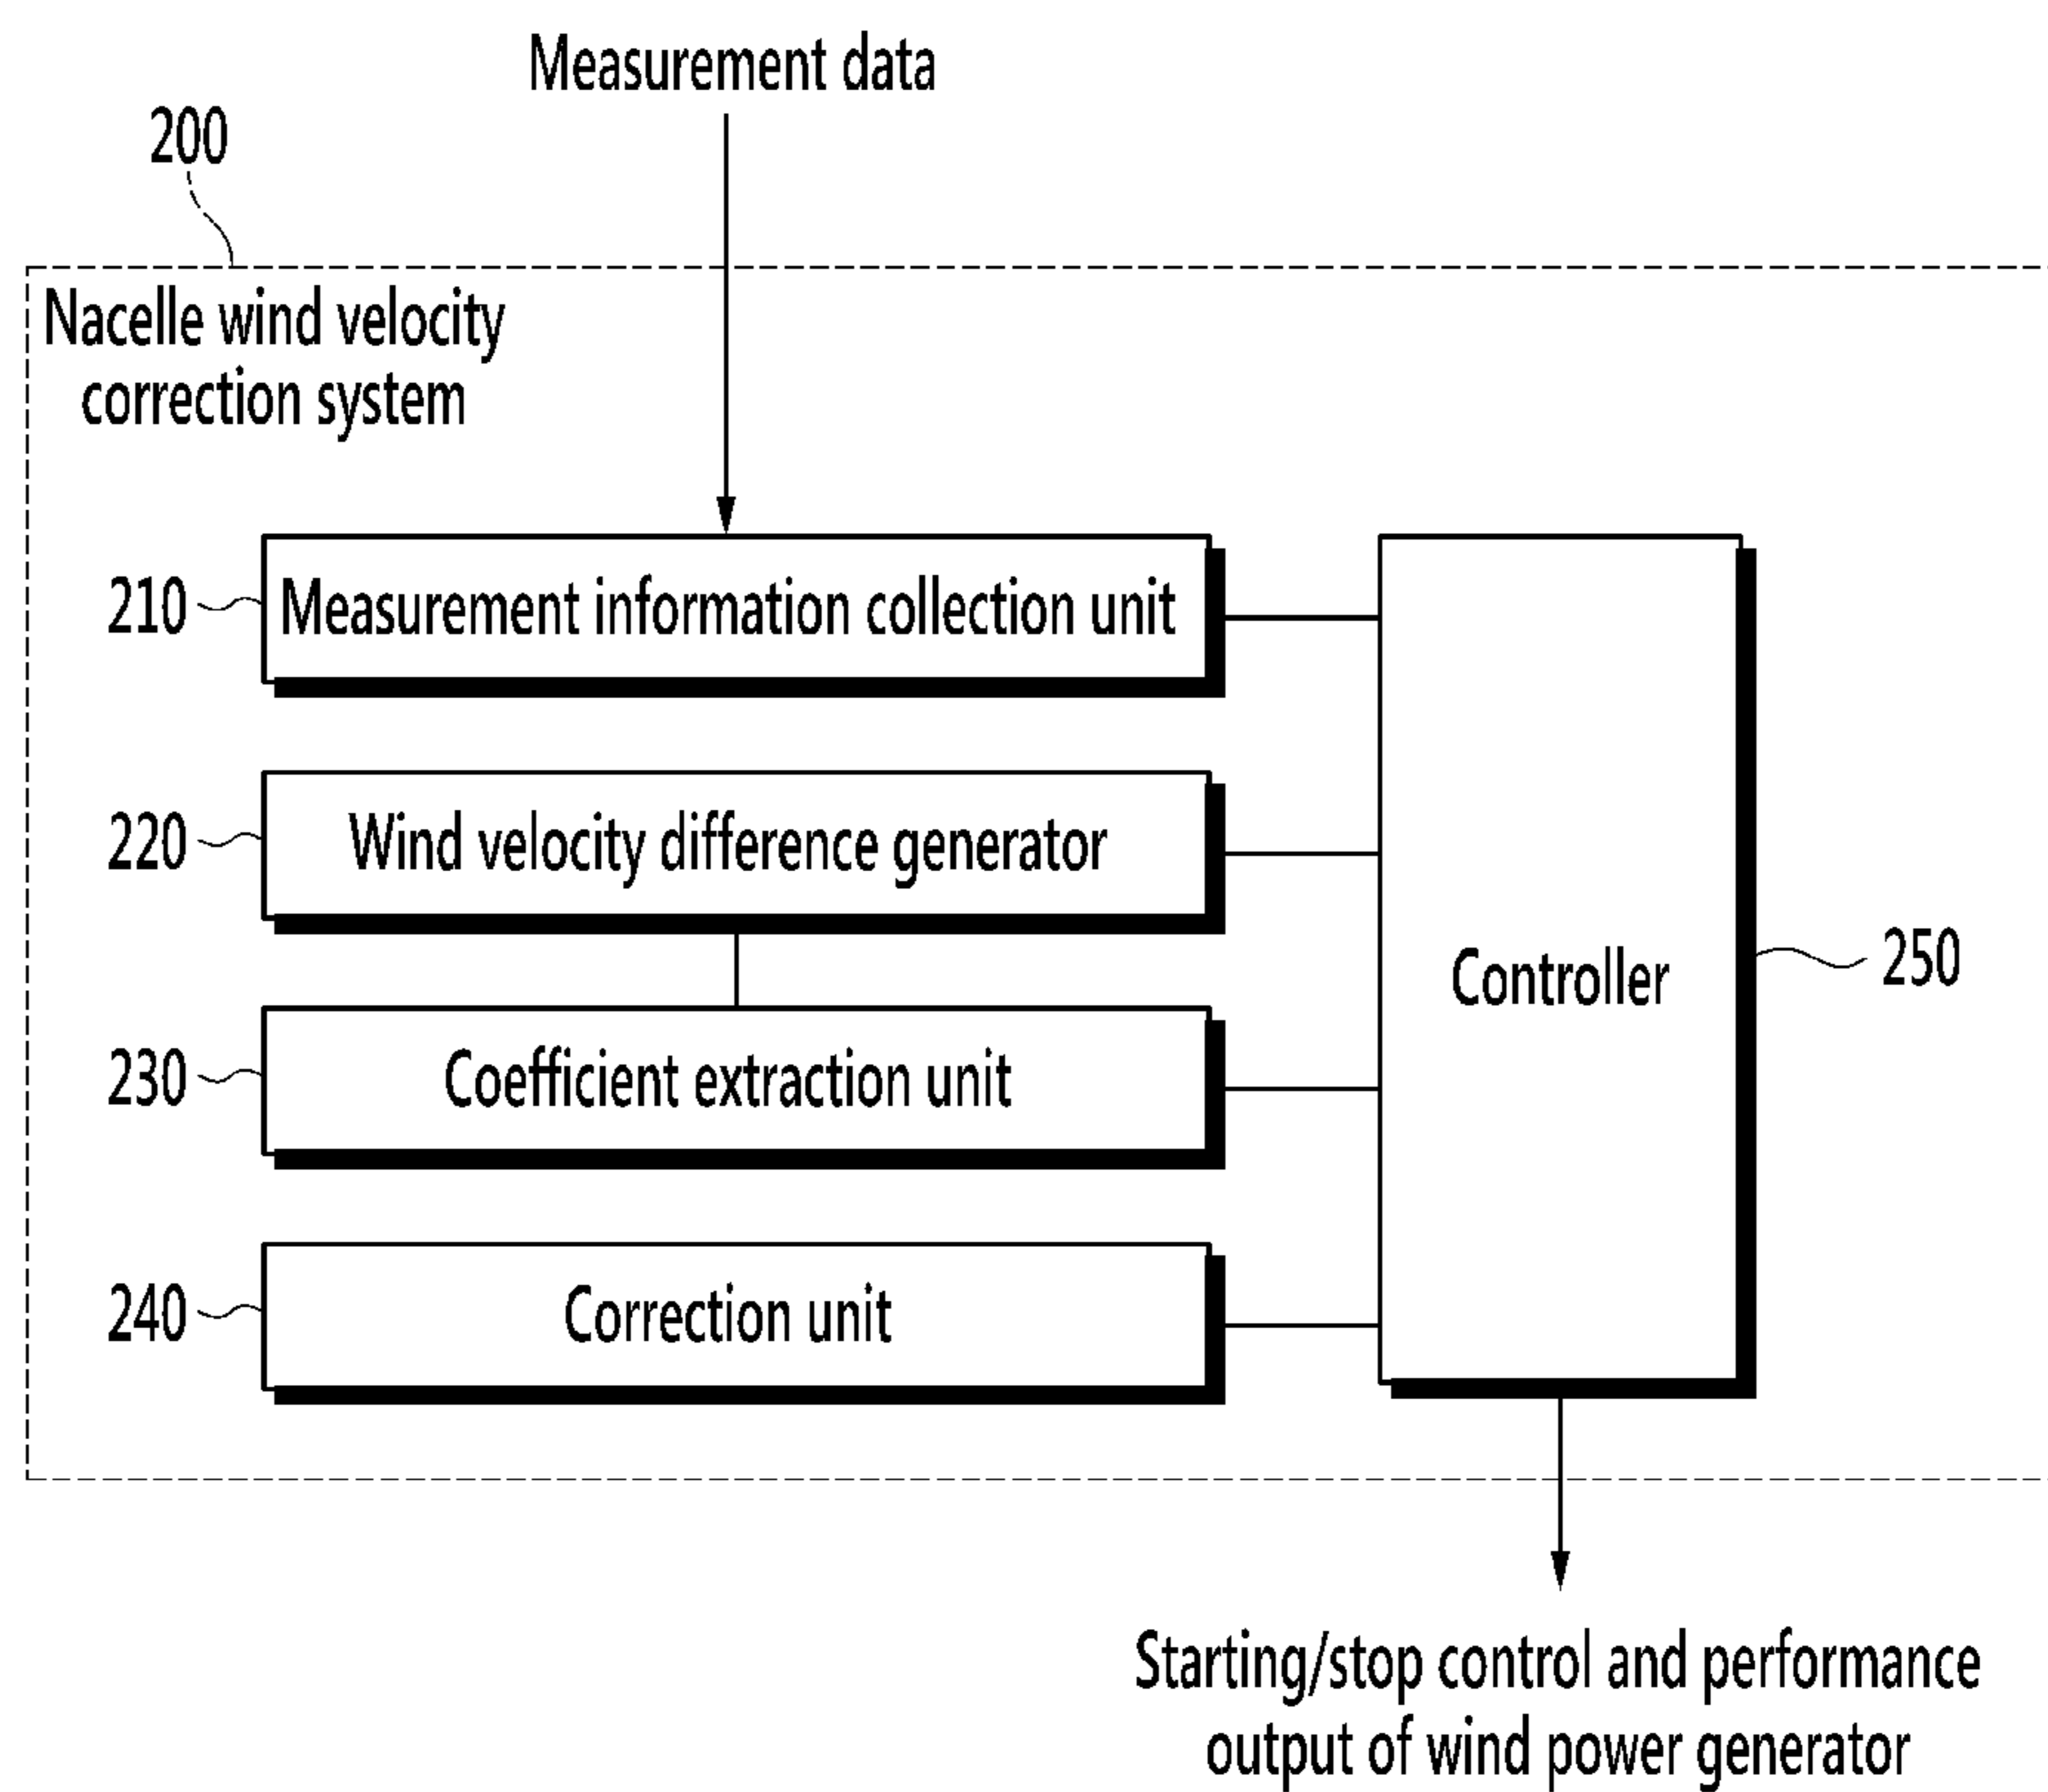 Measurement data
200
Nacelle wind velocity
correction system
210
Measurement information collection unit
220
Wind velocity difference generator
Controller
250
230
Coefficient extraction unit
240
Correction unit
Starting/stop control and performance
output of wind power generator